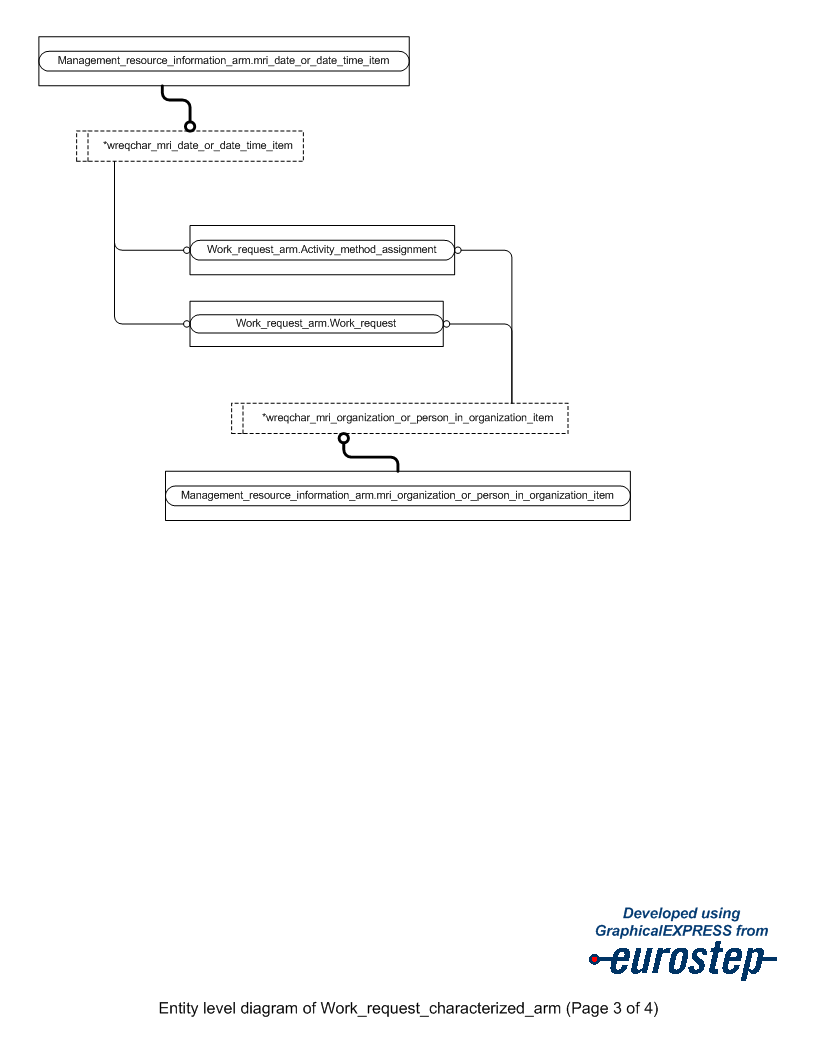 Management_resource_information_arm.mri_date_or_date_time_item
*wreqchar_mri_date_or_date_time_item
Work_request_arm.Activity_method_assignment
Work_request_arm.Work_request
*wreqchar_mri_organization_or_person_in_organization_item
Management_resource_information_arm.mri_organization_or_person_in_organization_item
Developed using
GraphicalEXPRESS from
eurostep
Entity level diagram of Work_request_characterized_arm (Page 3 of 4)